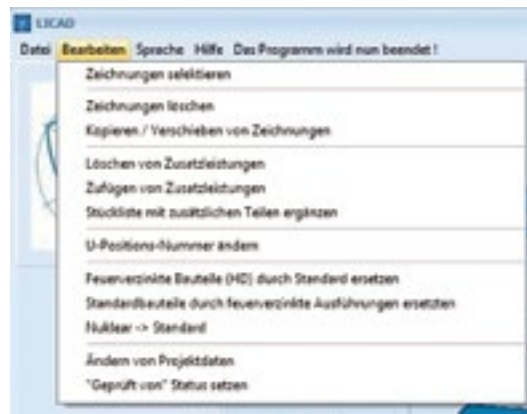 LICAD
Datei Bearbeiten Sprache Hilfe Das Programm wird nun beendet !
Zeichnungen selektieren
Zeichnungen löschen
Kopieren / Verschieben von Zeichnungen
Löschen von Zusatzleistungen
Zufügen von Zusatzleistungen
Stückliste mit zusätzlichen Teilen ergänzen
U-Positions-Nummer ändern
Feuerverzinkte Bauteile (HD) durch Standard ersetzen
Standardbauteile durch feuerverzinkte Ausführungen ersetzten
Nuklear -> Standard
Ändern von Projektdaten
"Geprüft von" Status setzen